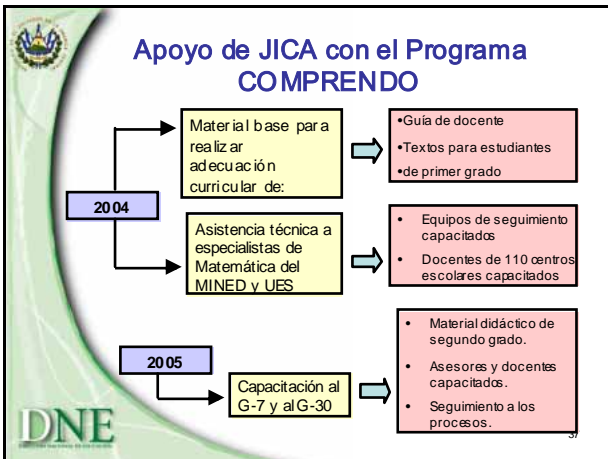 Apoyo de JICA con el Programa
COMPRENDO
2004
Material base para
realizar
adecuación
curricular de:
•Guía de docente
•Textos para estudiantes
•de primer grado
Asistencia técnica a
especialistas de
Matemática del
MINED y UES
• Equipos de seguimiento
capacitados
• Docentes de 110 centros
escolares capacitados
2005
Capacitación al
G-7 y al G-30
• Material didáctico de
segundo grado.
• Asesores y docentes
capacitados.
• Seguimiento a los
procesos.
DNE
37